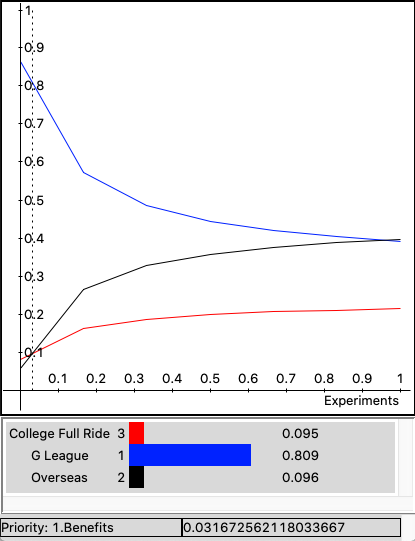 1
0.9
0.8
0.7
0.6
0.5
0.4
0.3
0.2
0.1
0.1 0.2 0.3 0.4 0.5 0.6 0.7 0.8 0.9 1
Experiments
College Full Ride 3 0.095
G League 1 0.809
Overseas 2 0.096
Priority: 1.Benefits 0.031672562118033667